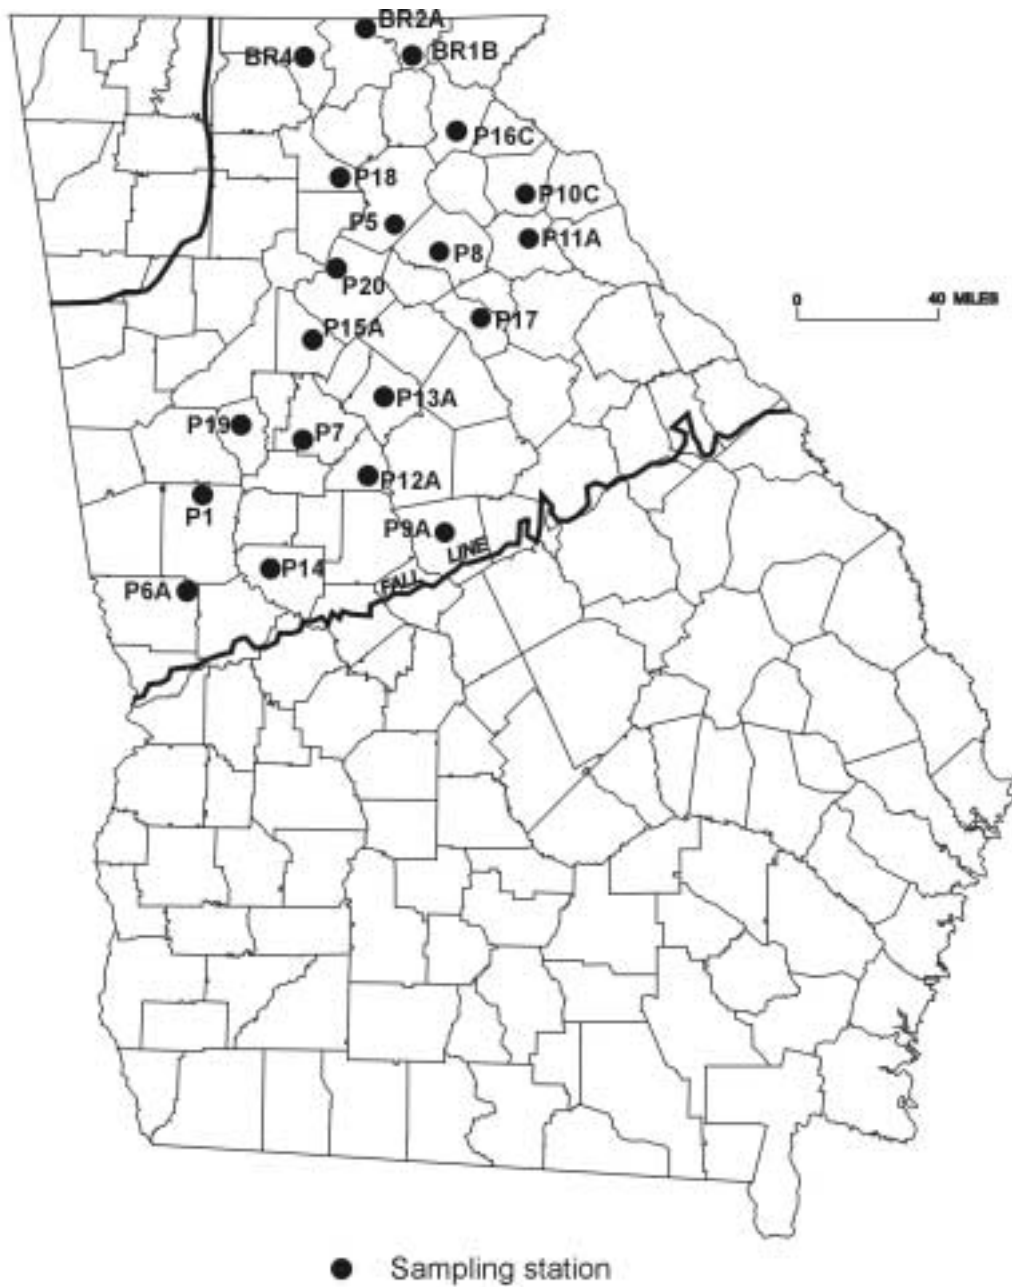 BR2A
BR4
BR1B
P16C
P18
P10C
P5
P11A
P8
P20
0 40 MILES
P17
P15A
P13A
P19
P7
P12A
P1
P9A
FALL LINE
P14
P6A
Sampling station